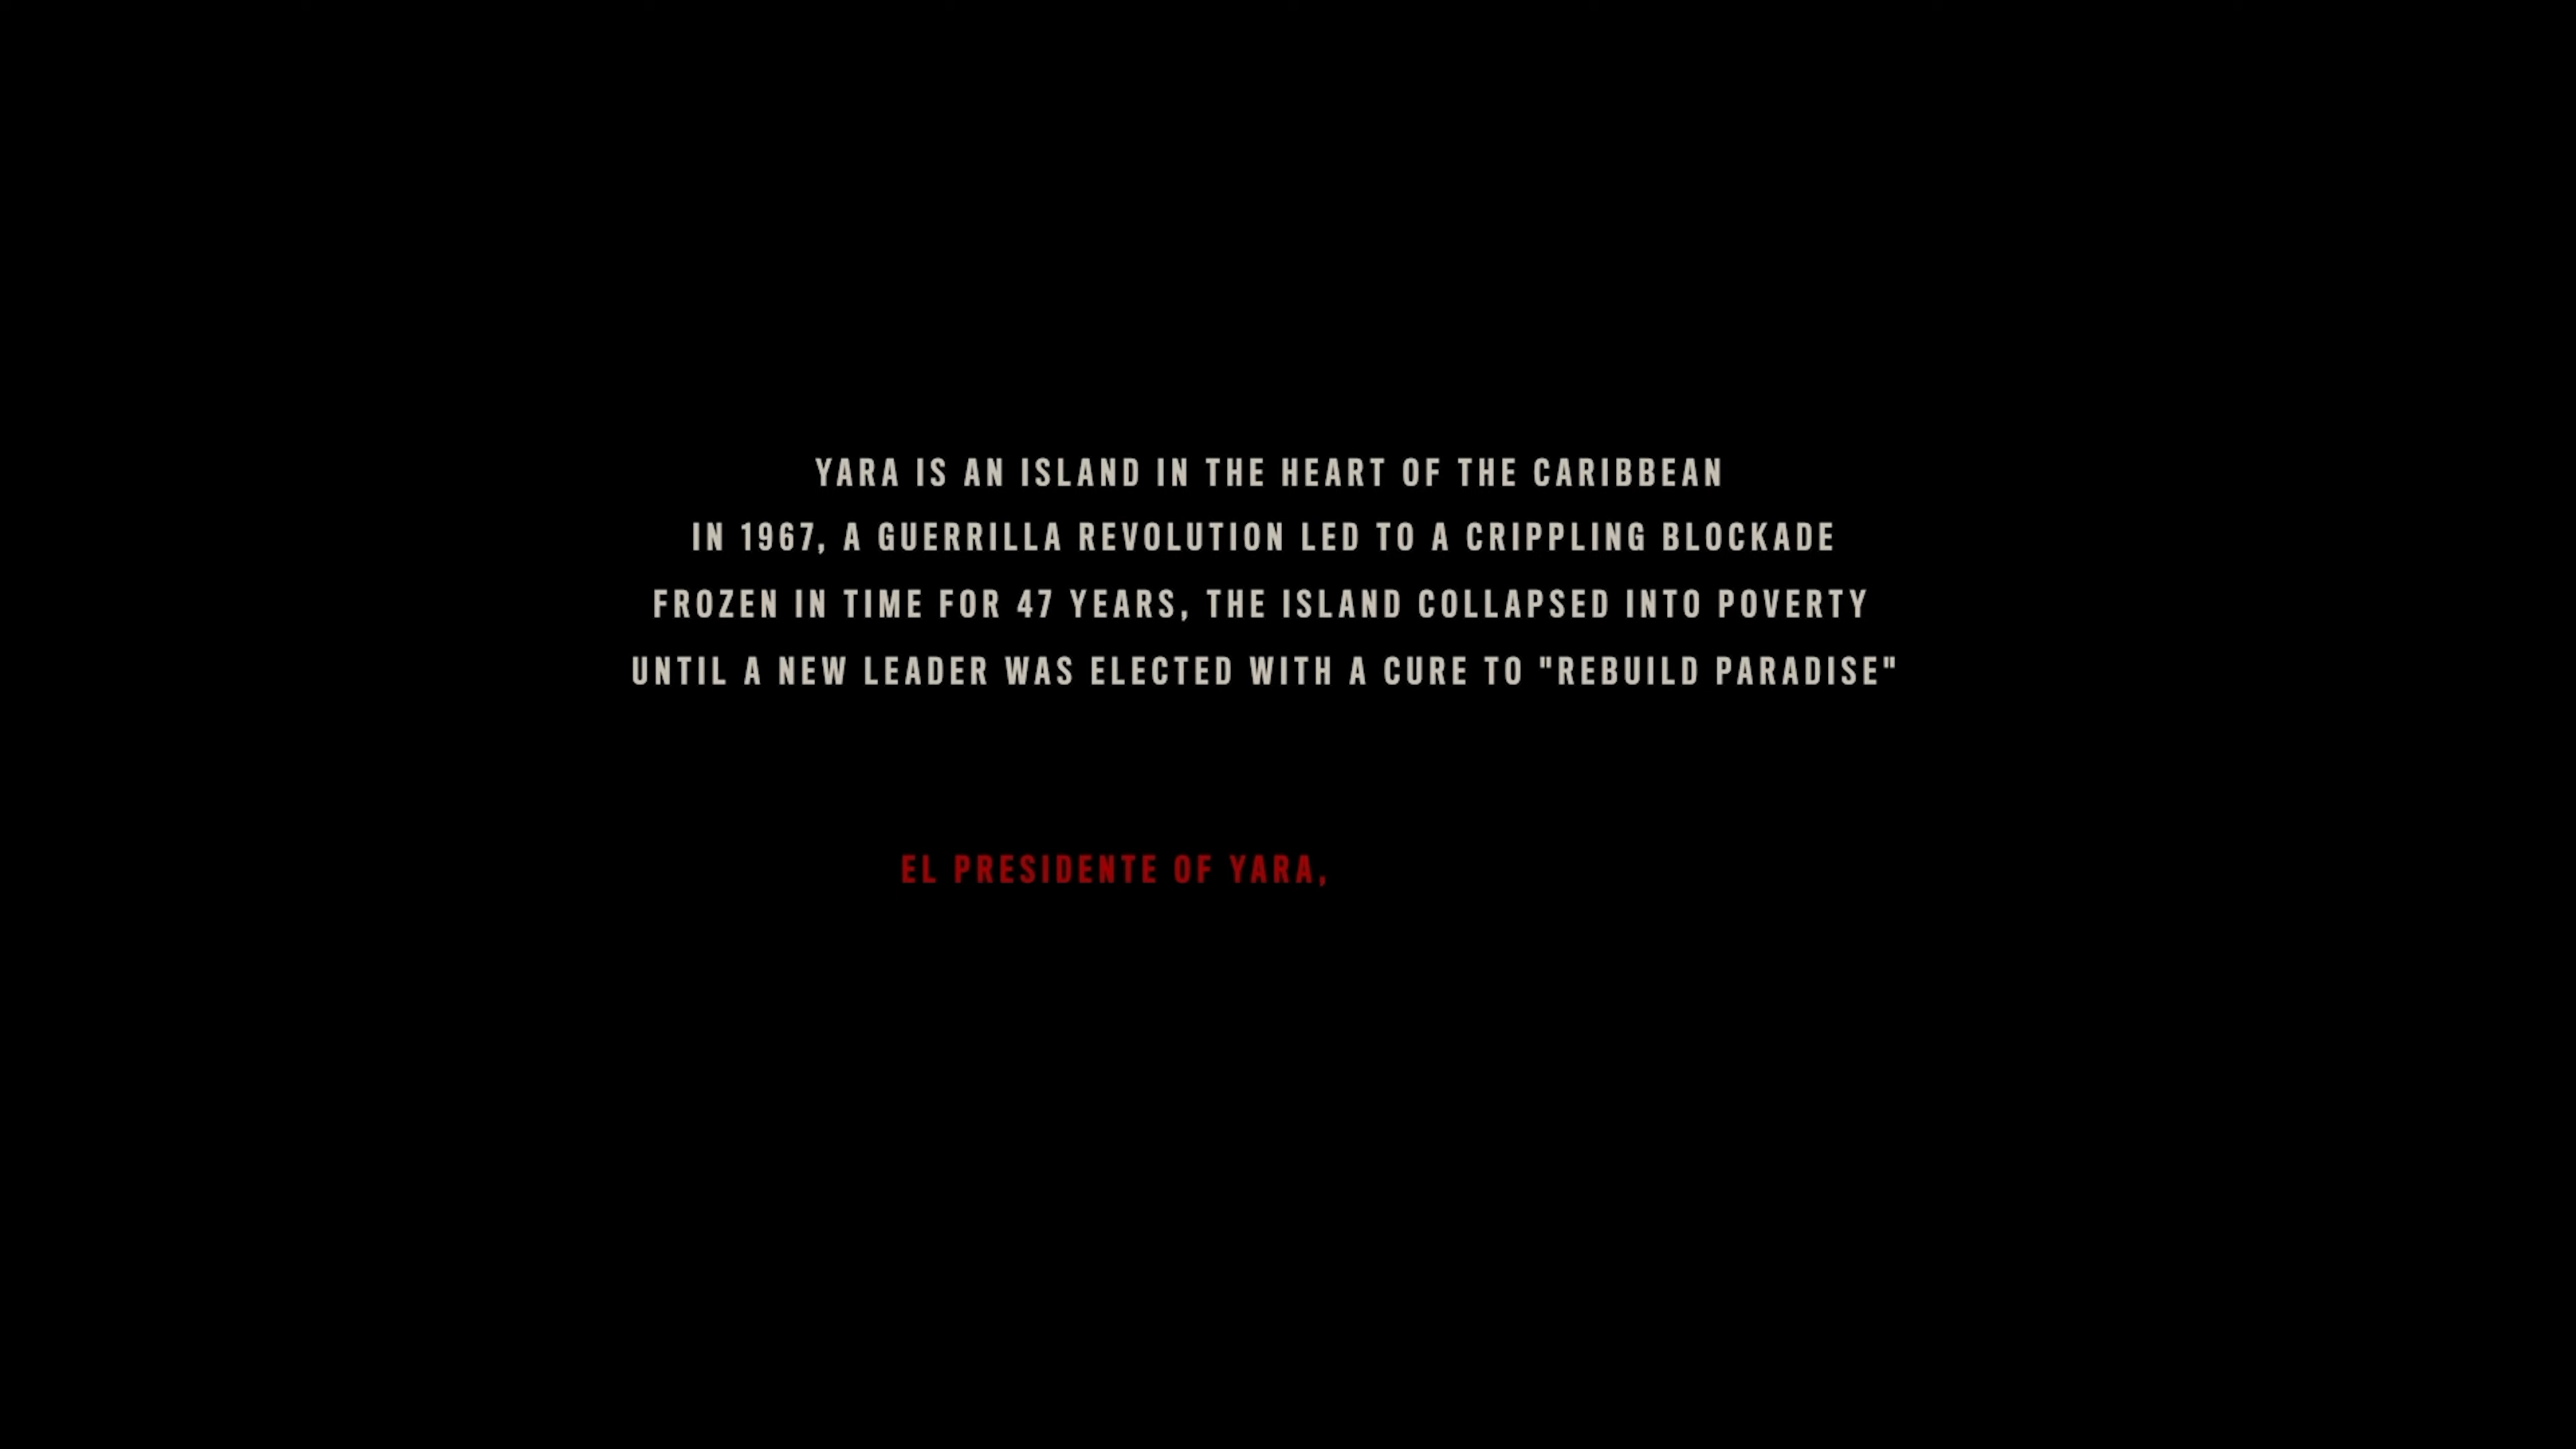 YARA IS AN ISLAND IN THE HEART OF THE CARIBBEAN
IN 1967, A GUERRILLA REVOLUTION LED TO A CRIPPLING BLOCKADE
FROZEN IN TIME FOR 47 YEARS, THE ISLAND COLLAPSED INTO POVERTY
UNTIL A NEW LEADER WAS ELECTED WITH A CURE TO "REBUILD PARADISE"
EL PRESIDENTE OF YARA,